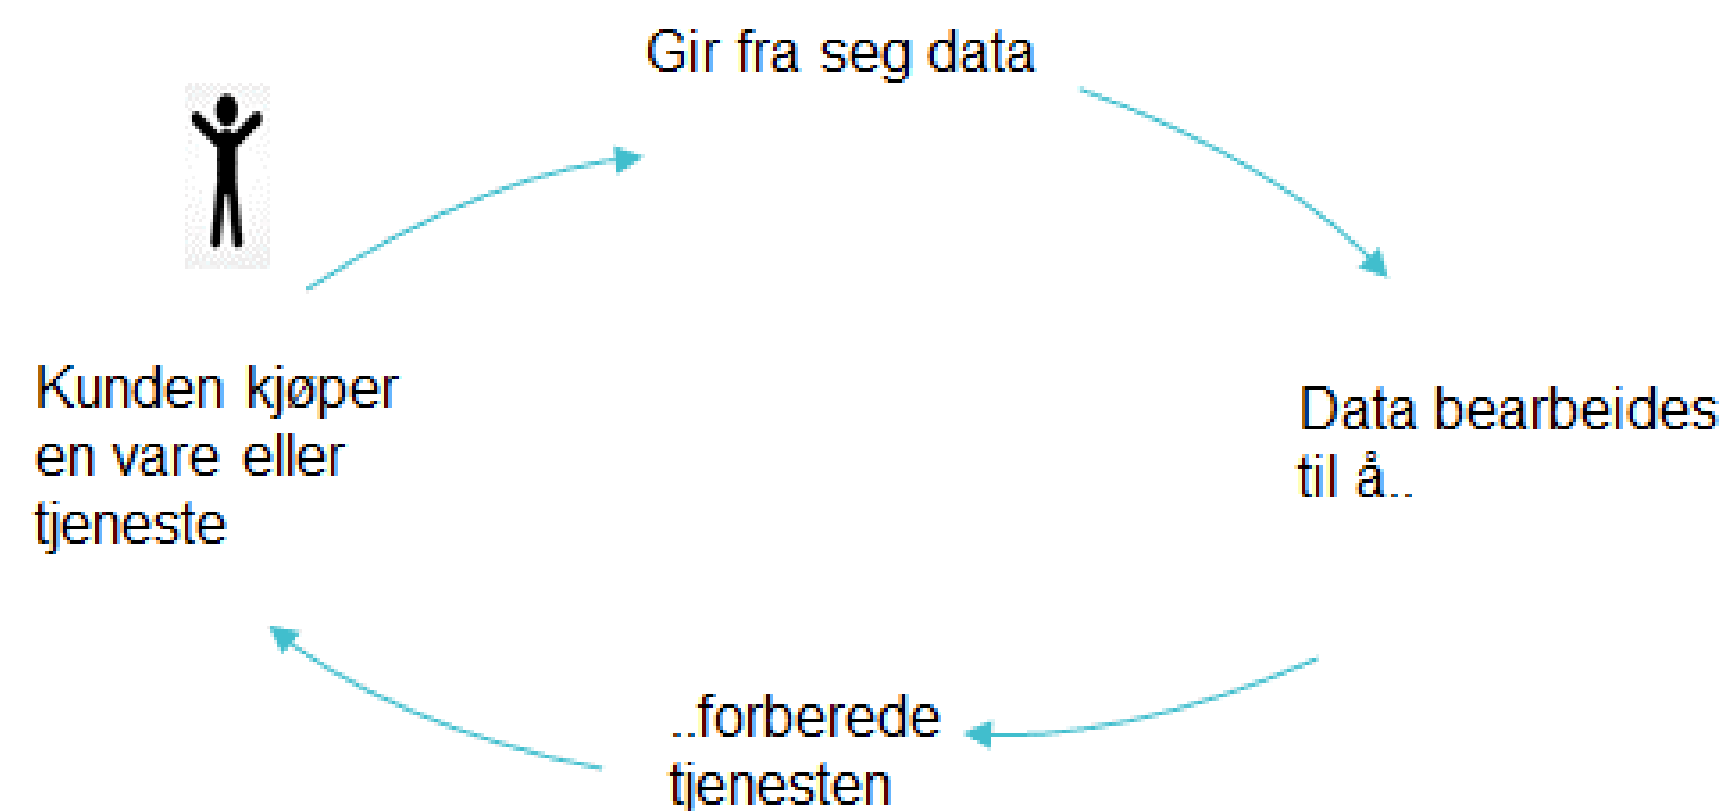 Gir fra seg data
Kunden kjøper
en vare eller
tjeneste
Data bearbeides
til å..
..forberede
tjenesten